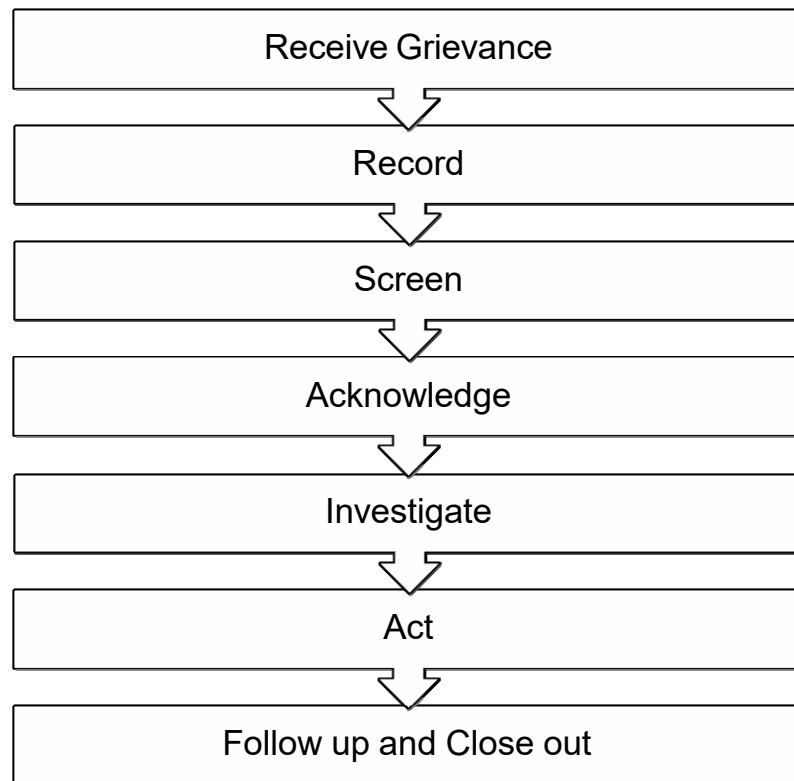 Receive Grievance
Record
Screen
Acknowledge
Investigate
Act
Follow up and Close out